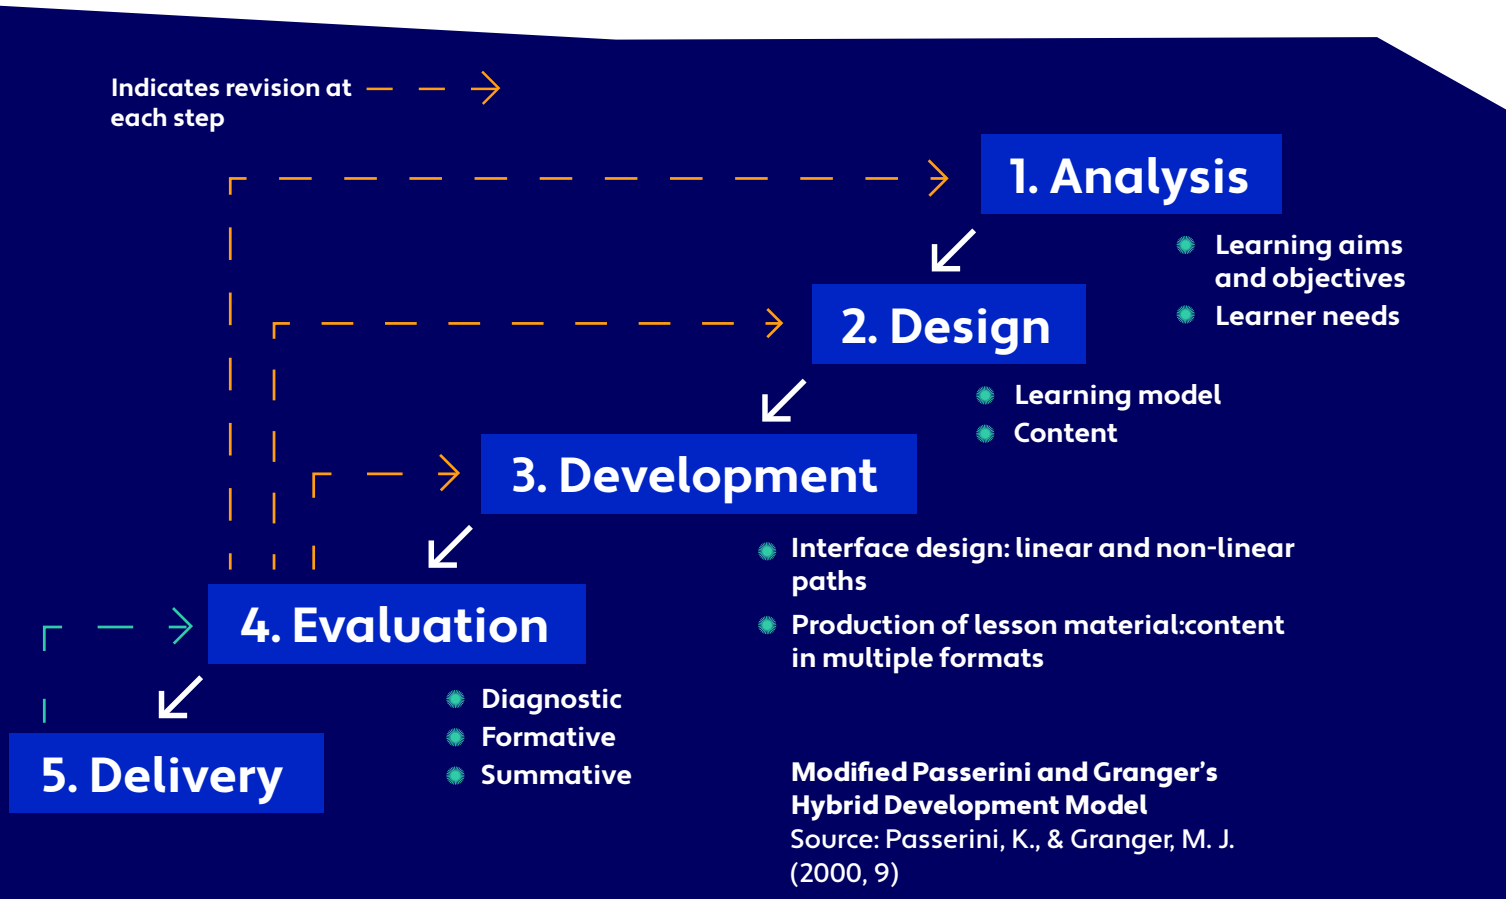 Indicates revision at
each step
1. Analysis
Learning aims
and objectives
Learner needs
2. Design
Learning model
Content
3. Development
Interface design: linear and non-linear
paths
Production of lesson material:content
in multiple formats
4. Evaluation
Diagnostic
Formative
Summative
5. Delivery
Modified Passerini and Granger’s
Hybrid Development Model
Source: Passerini, K., & Granger, M. J.
(2000, 9)